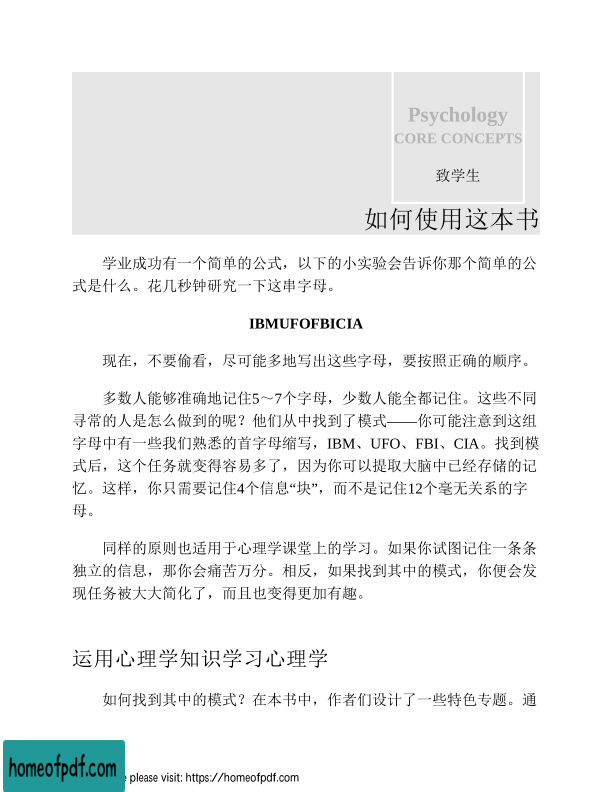 Psychology
CORE CONCEPTS
致学生
如何使用这本书
学业成功有一个简单的公式，以下的小实验会告诉你那个简单的公
式是什么。花几秒钟研究一下这串字母。
IBMUFOFBICIA
现在，不要偷看，尽可能多地写出这些字母，要按照正确的顺序。
多数人能够准确地记住5～7个字母，少数人能全都记住。这些不同
寻常的人是怎么做到的呢？他们从中找到了模式——你可能注意到这组
字母中有一些我们熟悉的首字母缩写，IBM、UFO、FBI、CIA。找到模
式后，这个任务就变得容易多了，因为你可以提取大脑中已经存储的记
忆。这样，你只需要记住4个信息“块”，而不是记住12个毫无关系的字
母。
同样的原则也适用于心理学课堂上的学习。如果你试图记住一条条
独立的信息，那你会痛苦万分。相反，如果找到其中的模式，你便会发
现任务被大大简化了，而且也变得更加有趣。
运用心理学知识学习心理学
如何找到其中的模式？在本书中，作者们设计了一些特色专题。通
homeofpdf.com
e please visit: https://homeofpdf.com